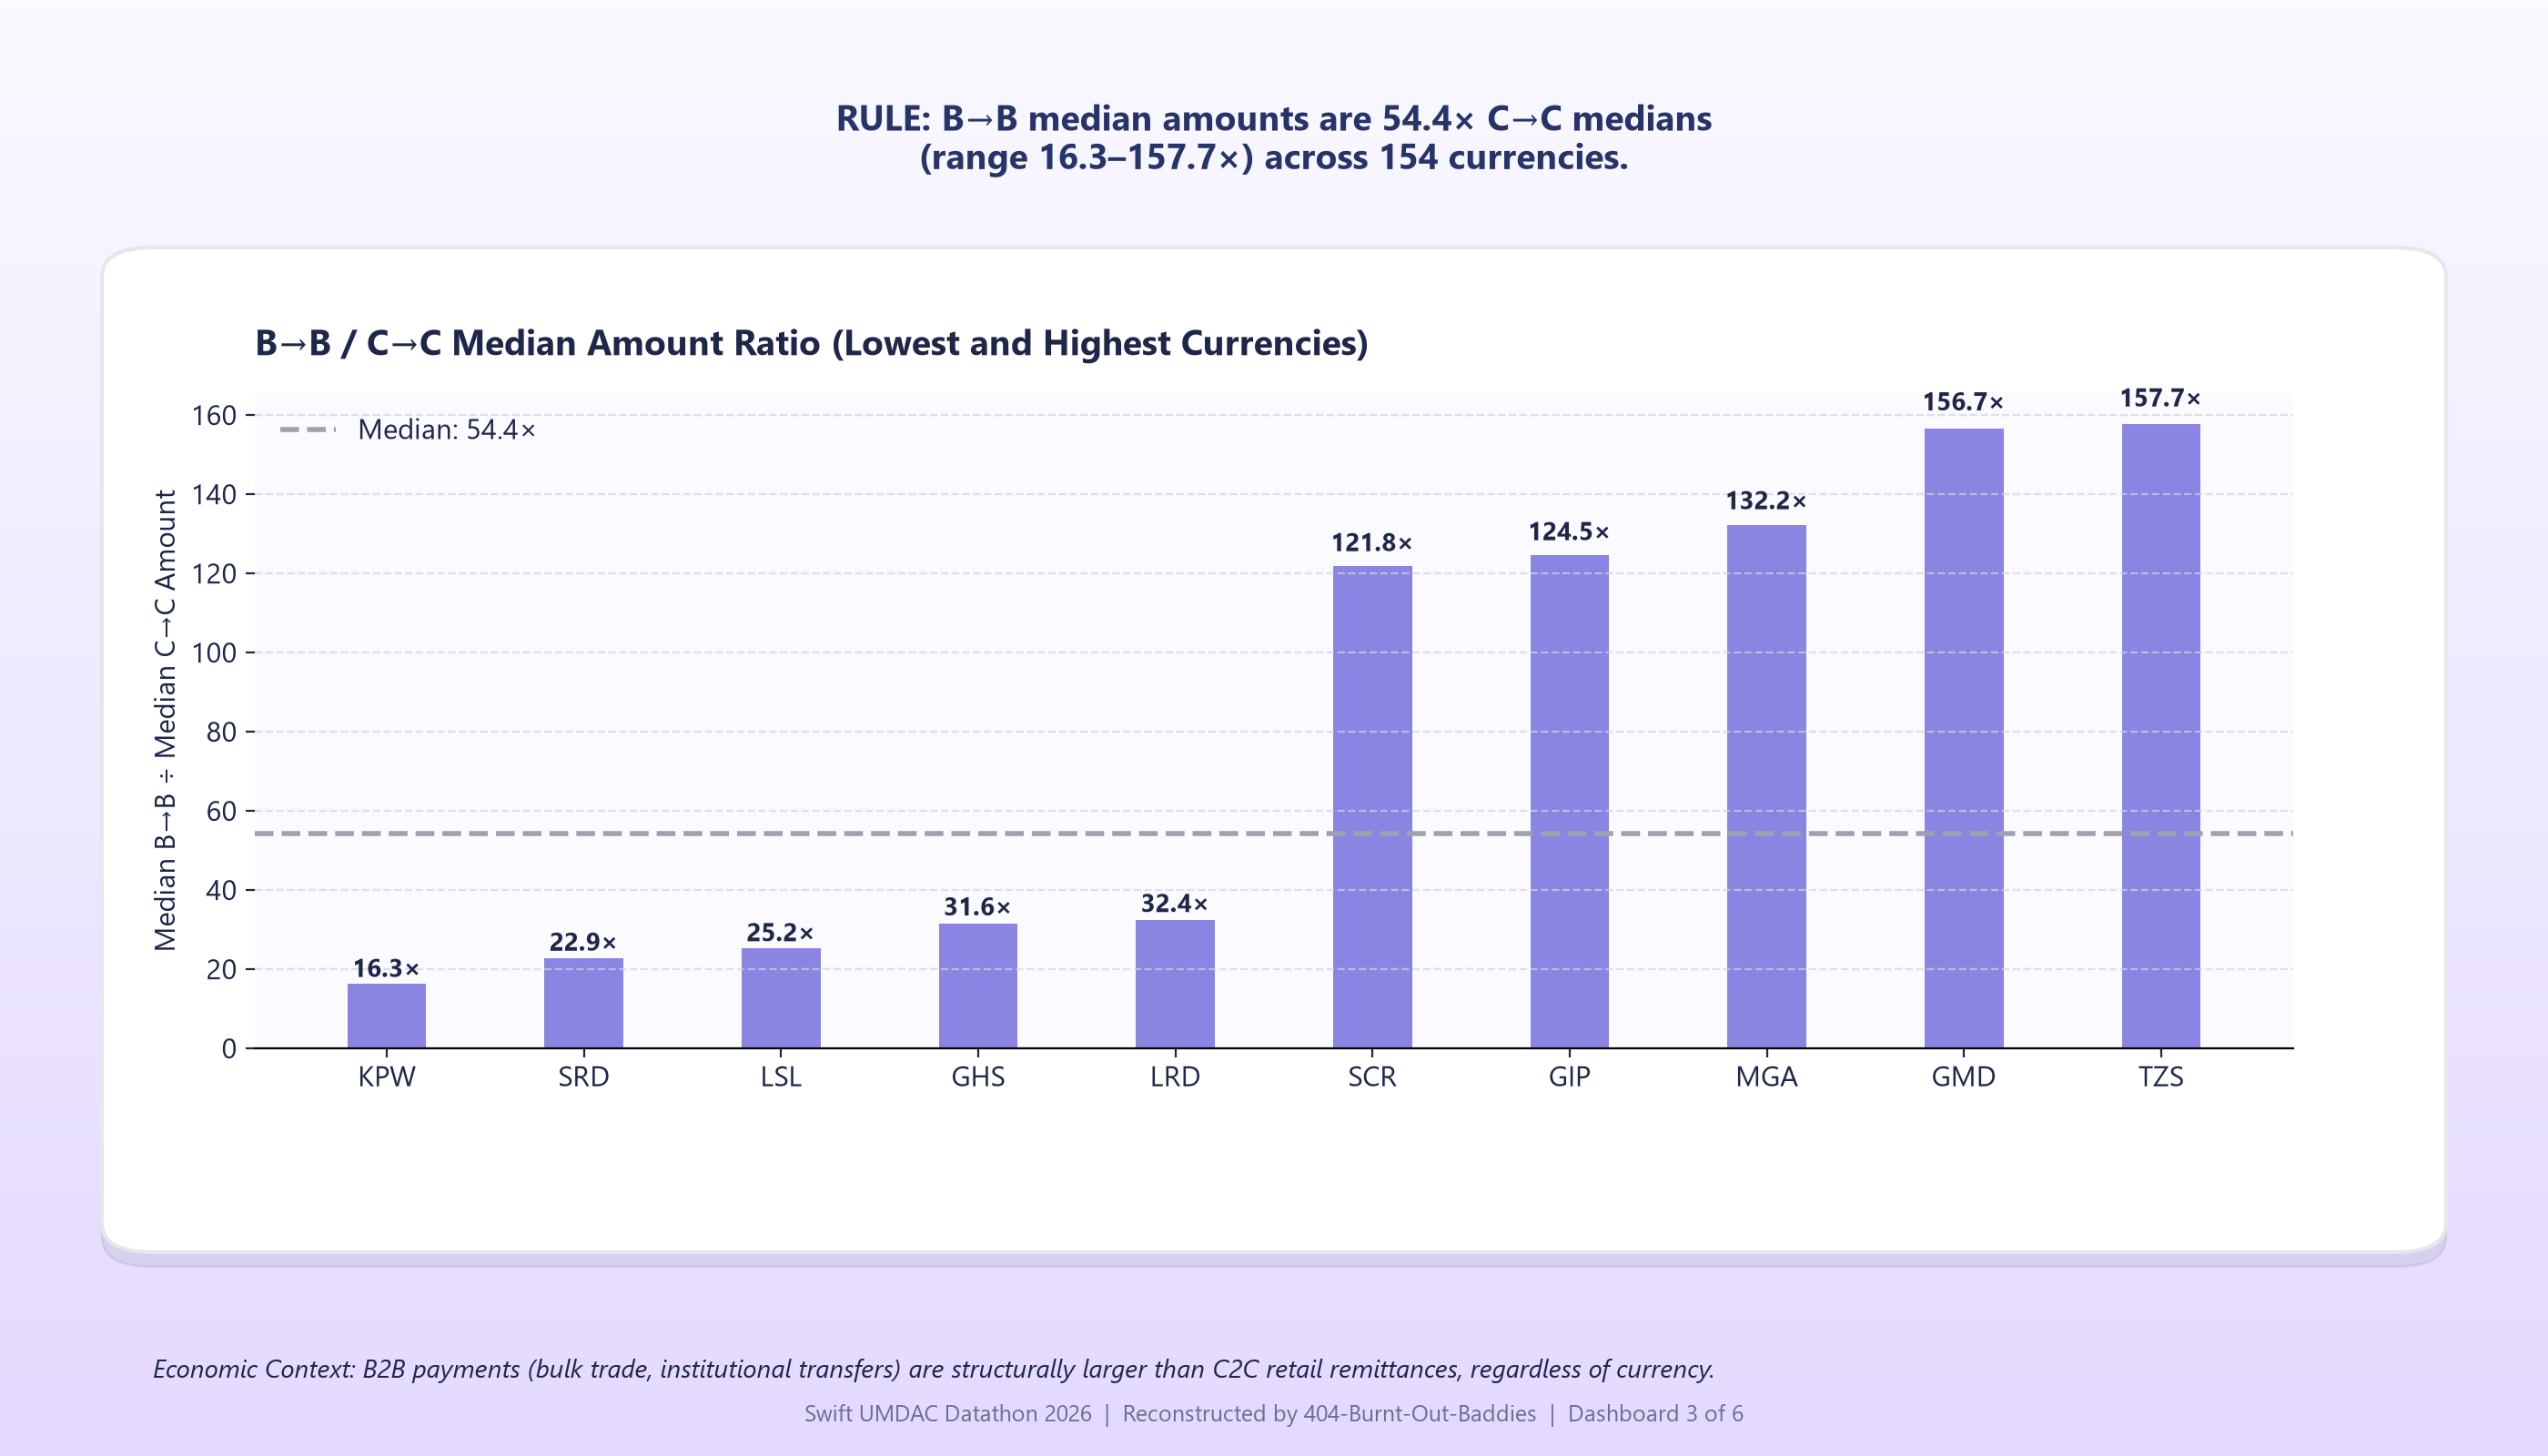 RULE: B→B median amounts are 54.4× C→C medians
(range 16.3–157.7×) across 154 currencies.
B→B / C→C Median Amount Ratio (Lowest and Highest Currencies)
Median B→B ÷ Median C→C Amount
160
140
120
100
80
60
40
20
0
Median: 54.4×
16.3×
22.9×
25.2×
31.6×
32.4×
121.8×
124.5×
132.2×
156.7×
157.7×
KPW
SRD
LSL
GHS
LRD
SCR
GIP
MGA
GMD
TZS
Economic Context: B2B payments (bulk trade, institutional transfers) are structurally larger than C2C retail remittances, regardless of currency.
Swift UMDAC Datathon 2026 | Reconstructed by 404-Burnt-Out-Baddies | Dashboard 3 of 6